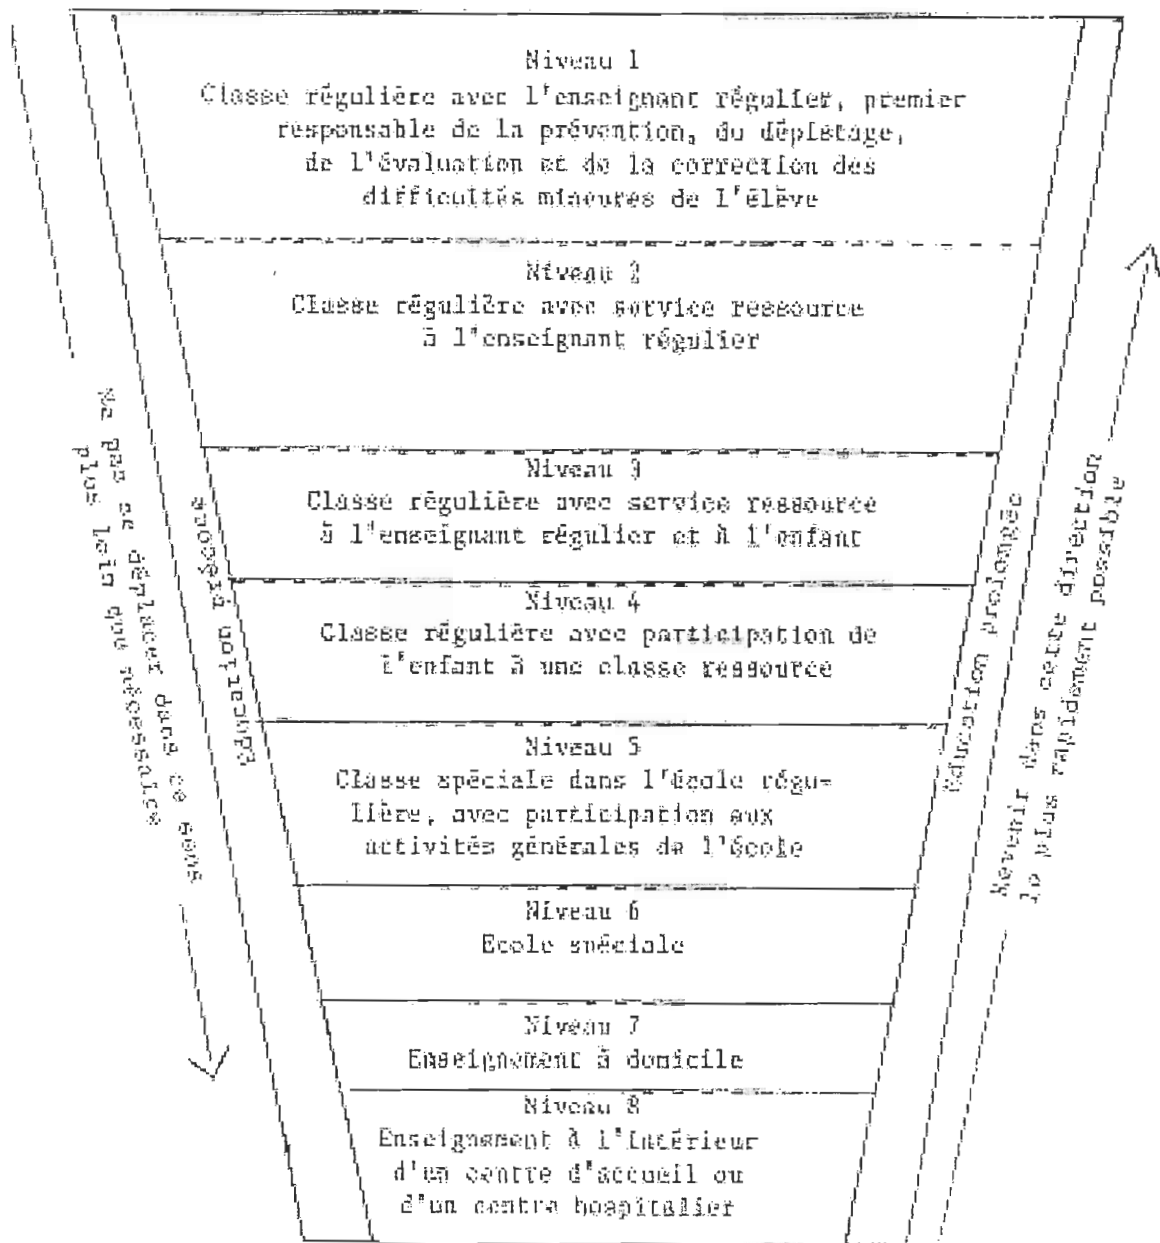 Niveau 1
Classe régulière avec l'enseignant régulier, premier
responsable de la prévention, du dépistage,
de l'évaluation et de la correction des
difficultés mineures de l'élève
Niveau 2
Classe régulière avec service ressource
à l'enseignant régulier
Niveau 3
Classe régulière avec service ressource
à l'enseignant régulier et à l'enfant
Niveau 4
Classe régulière avec participation de
l'enfant à une classe ressource
Niveau 5
Classe spéciale dans l'école régu-
lière, avec participation aux
activités générales de l'école
Niveau 6
Ecole spéciale
Niveau 7
Enseignement à domicile
Niveau 8
Enseignement à l'intérieur
d'un centre d'accueil ou
d'un centre hospitalier
Ne pas se déplacer dans ce sens
plus loin que nécessaire
Education précoce
Education prolongée
Revenir dans cette direction
le plus rapidement possible